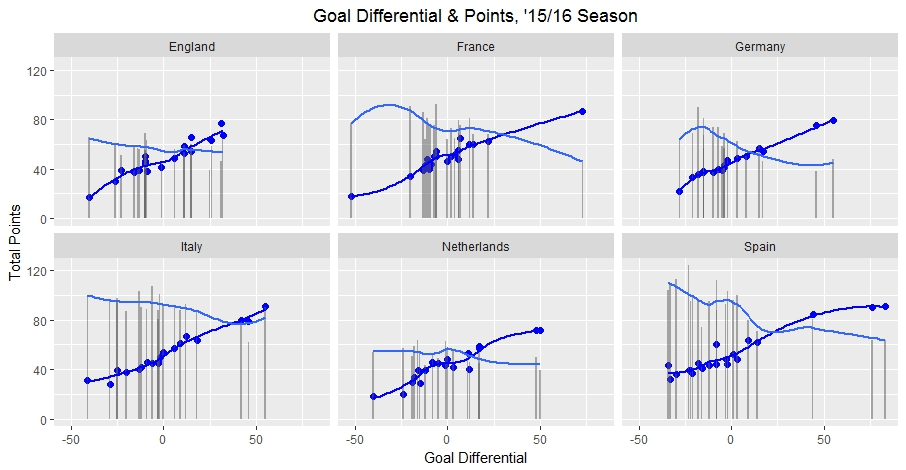 Goal Differential & Points, '15/16 Season
England France Germany
120
80
40
0
Italy Netherlands Spain
120
80
40
0
Total Points
-50 0 50 -50 0 50 -50 0 50
Goal Differential